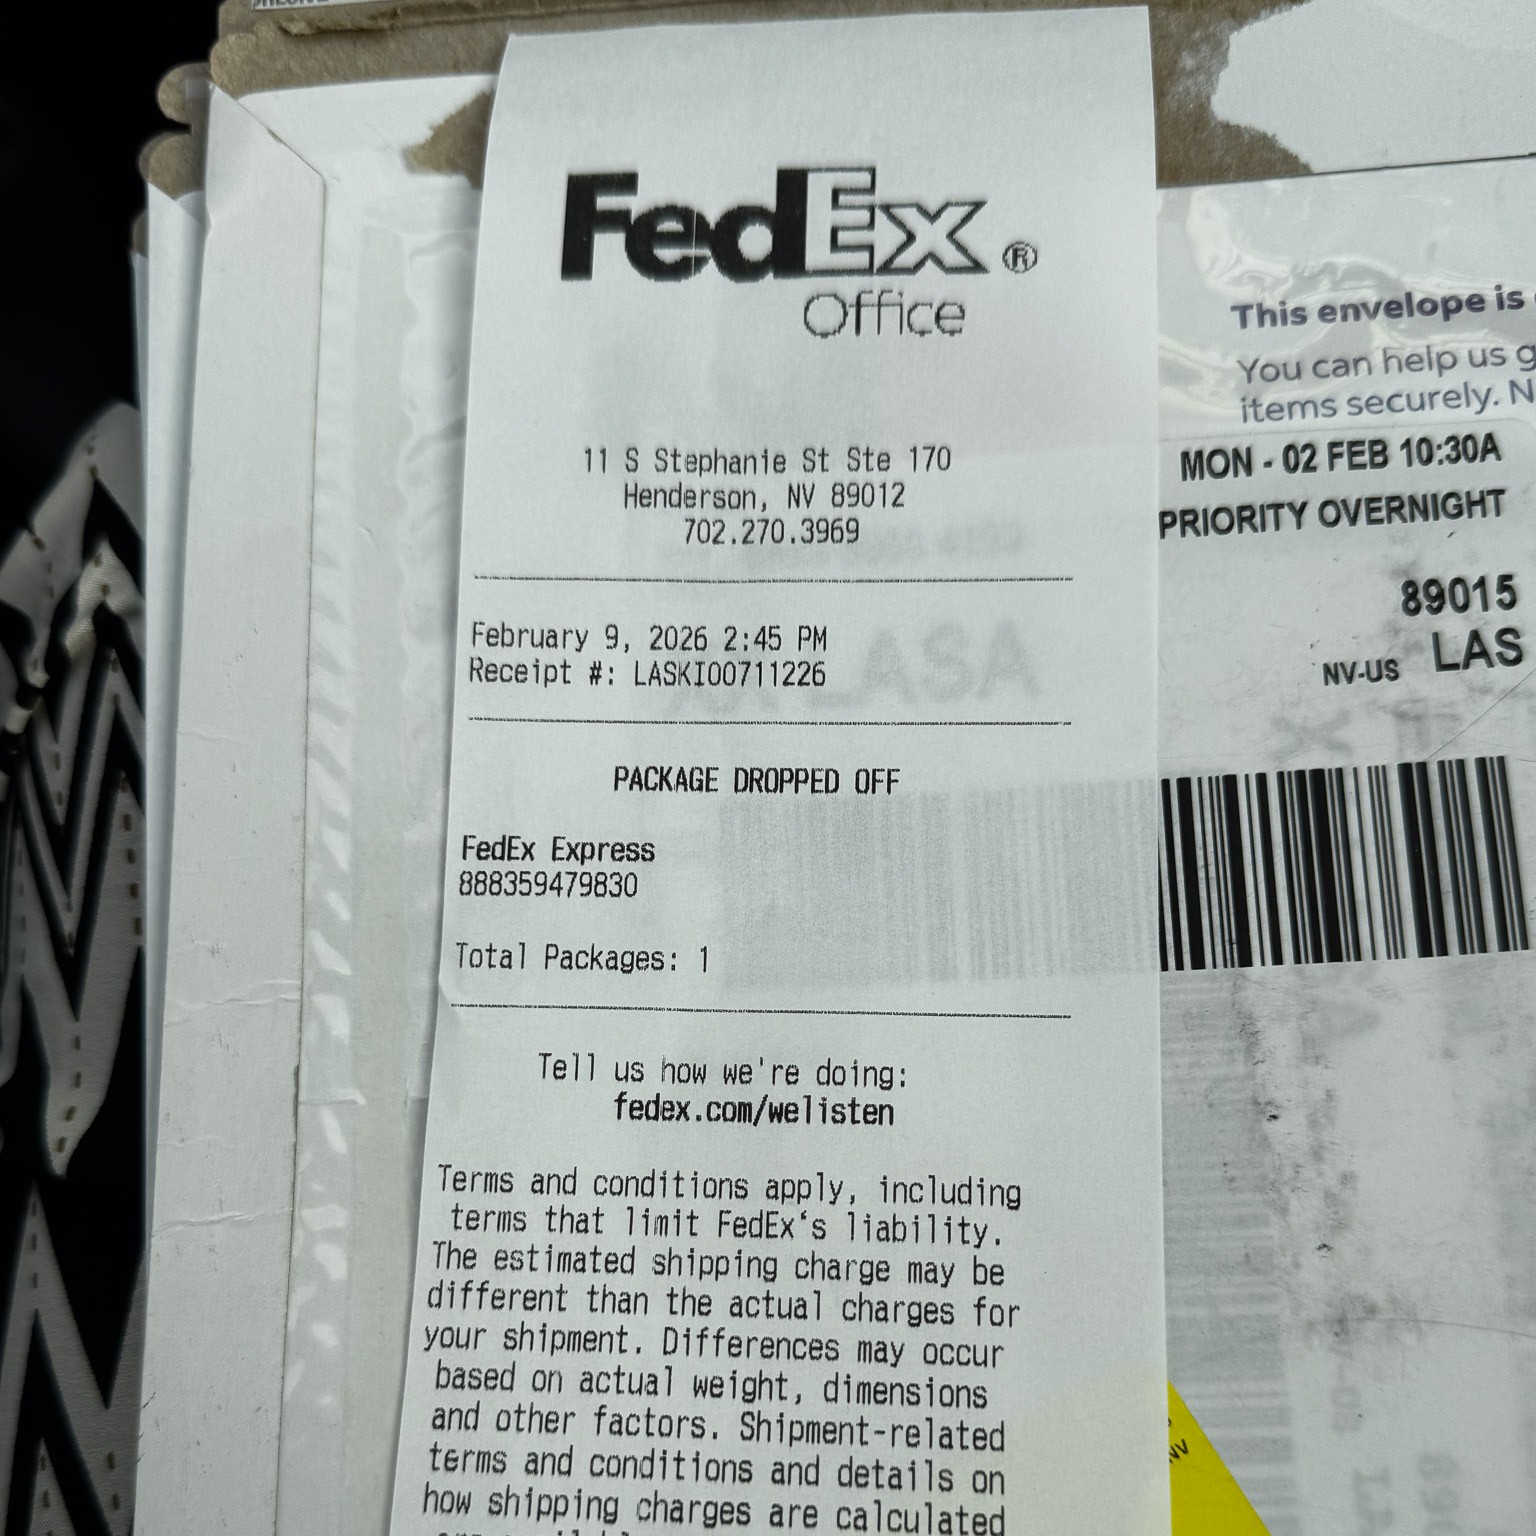 FedEx®
Office
11 S Stephanie St Ste 170
Henderson, NV 89012
702.270.3969
February 9, 2026 2:45 PM
Receipt #: LASKI00711226
PACKAGE DROPPED OFF
FedEx Express
888359479830
Total Packages: 1
Tell us how we're doing:
fedex.com/welisten
Terms and conditions apply, including
terms that limit FedEx's liability.
The estimated shipping charge may be
different than the actual charges for
your shipment. Differences may occur
based on actual weight, dimensions
and other factors. Shipment-related
terms and conditions and details on
how shipping charges are calculated
This envelope is
You can help us
items securely.
MON - 02 FEB 10:30A
PRIORITY OVERNIGHT
89015
NV-US LAS
NV